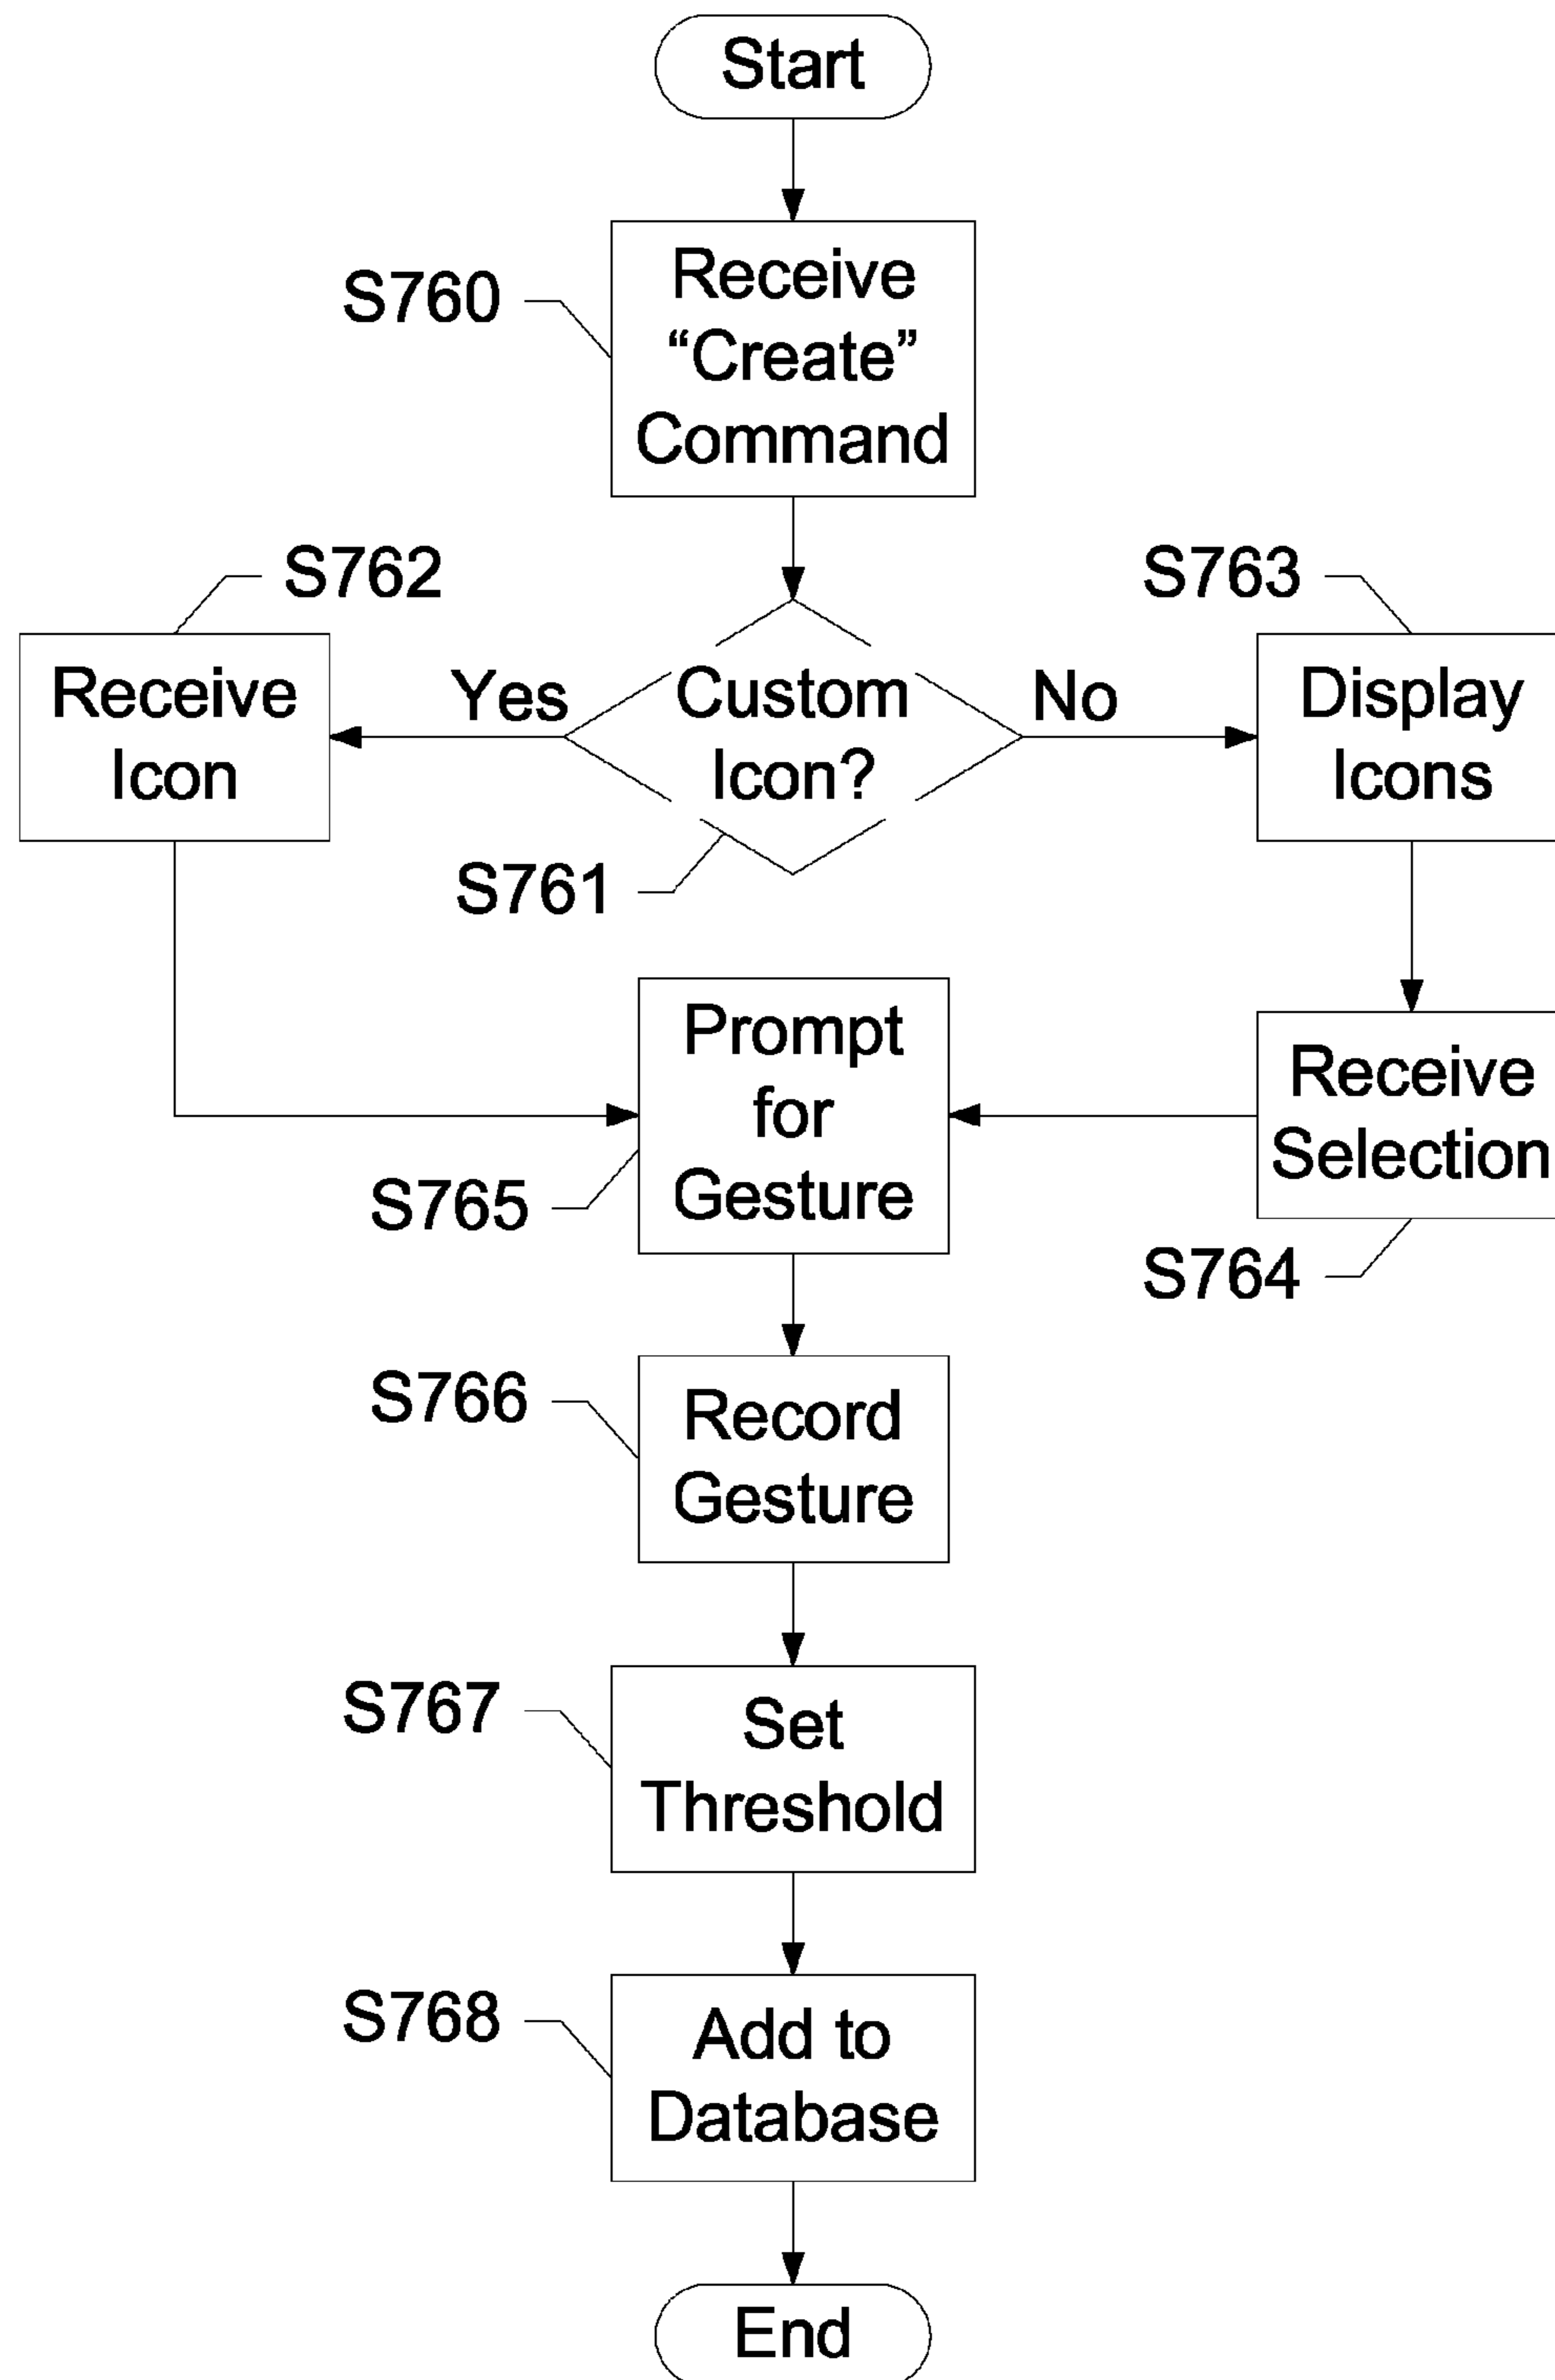 Start
S760
Receive
“Create”
Command
S762
S763
Receive
Icon
Yes
Custom
Icon?
No
Display
Icons
S761
Prompt
for
Gesture
S765
Receive
Selection
S764
S766
Record
Gesture
S767
Set
Threshold
S768
Add to
Database
End